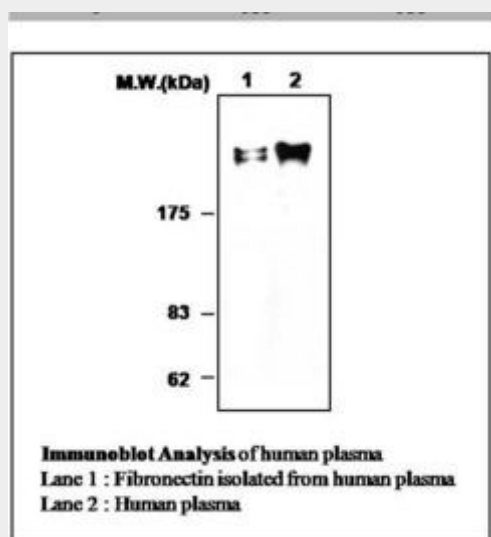 M.W.(kDa) 1 2
175
83
62
Immunoblot Analysis of human plasma
Lane 1 : Fibronectin isolated from human plasma
Lane 2 : Human plasma